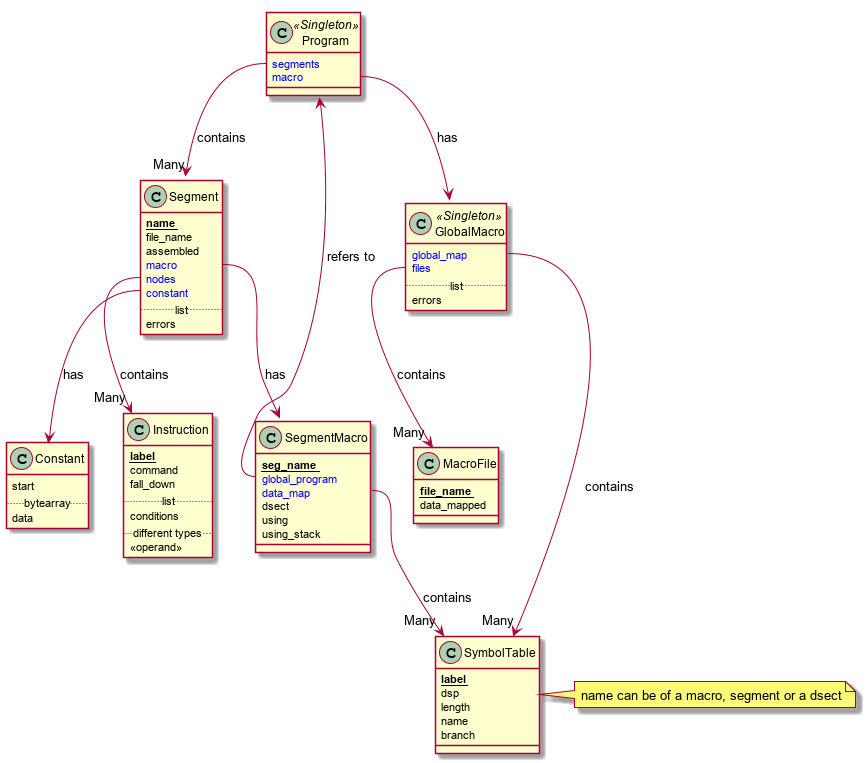 C
«Singleton»
Program
segments
macro
contains
has
Many
C Segment
name
file_name
assembled
macro
nodes
constant
list
errors
C
«Singleton»
GlobalMacro
global_map
files
list
errors
refers to
has
contains
has
contains
Many
Many
contains
C Constant
start
bytearray
data
C Instruction
label
command
fall_down
list
conditions
different types
«operand»
C SegmentMacro
seg_name
global_program
data_map
dsect
using
using_stack
C MacroFile
file_name
data_mapped
contains
Many
Many
C SymbolTable
label
dsp
length
name
branch
name can be of a macro, segment or a dsect